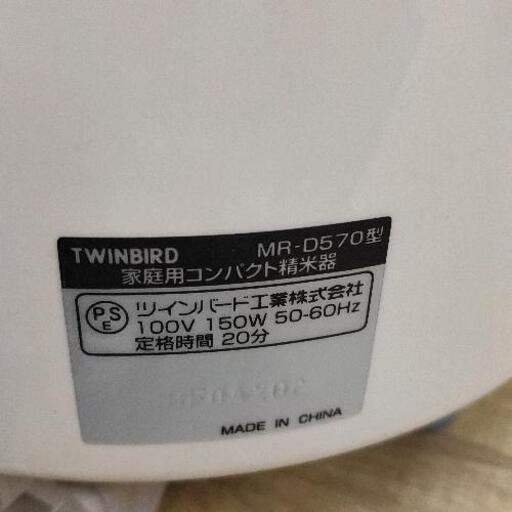 TWINBIRD MR-D570型
家庭用コンパクト精米器
PSE ツインバード工業株式会社
100V 150W 50-60Hz
定格時間 20分
MADE IN CHINA